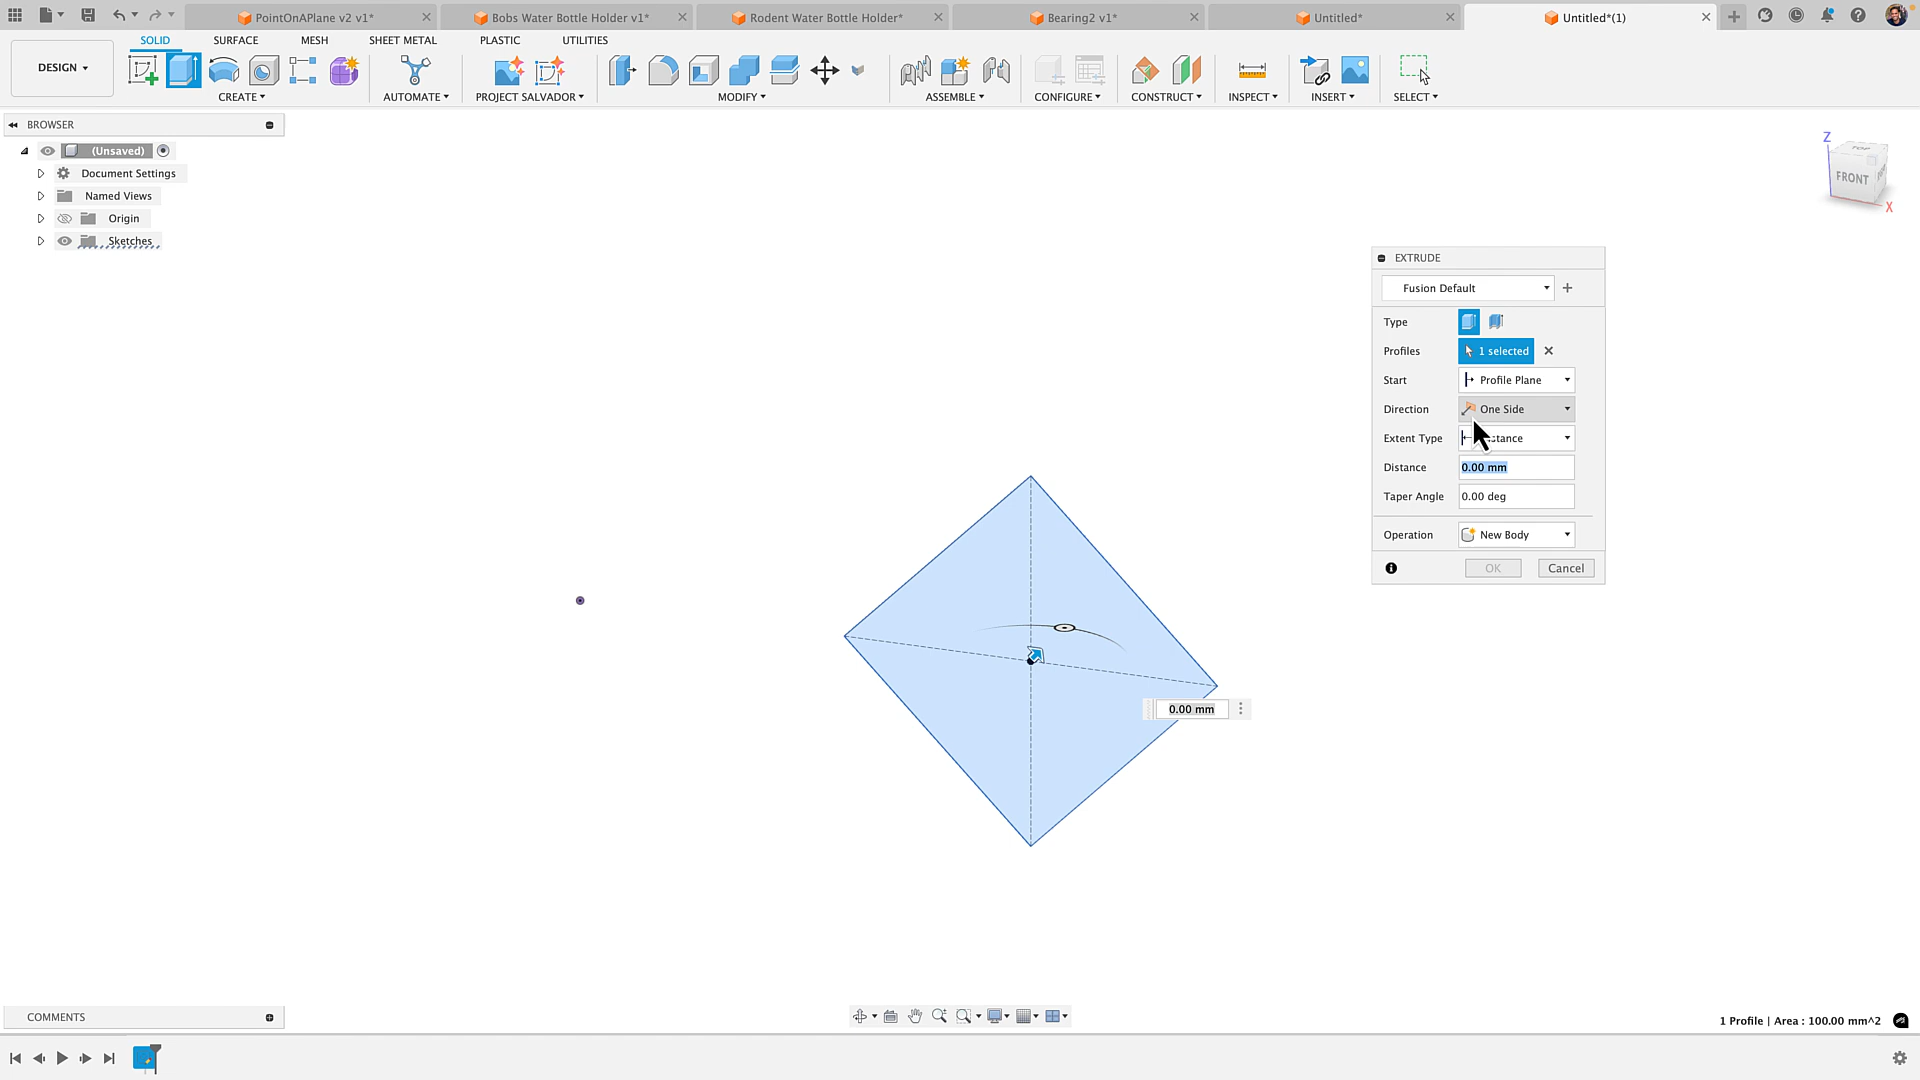 PointOnAPlane v2 v1*
Bobs Water Bottle Holder v1*
Rodent Water Bottle Holder*
Bearing2 v1*
Untitled*
Untitled*(1)
SOLID
SURFACE
MESH
SHEET METAL
PLASTIC
UTILITIES
DESIGN
CREATE
AUTOMATE
PROJECT SALVADOR
MODIFY
ASSEMBLE
CONFIGURE
CONSTRUCT
INSPECT
INSERT
SELECT
BROWSER
(Unsaved)
Document Settings
Named Views
Origin
Sketches
Z
TOP
FRONT
X
EXTRUDE
Fusion Default
Type
Profiles
1 selected
Start
Profile Plane
Direction
One Side
Extent Type
Distance
0.00 mm
Taper Angle
0.00 deg
Operation
New Body
OK
Cancel
0.00 mm
COMMENTS
1 Profile | Area : 100.00 mm^2